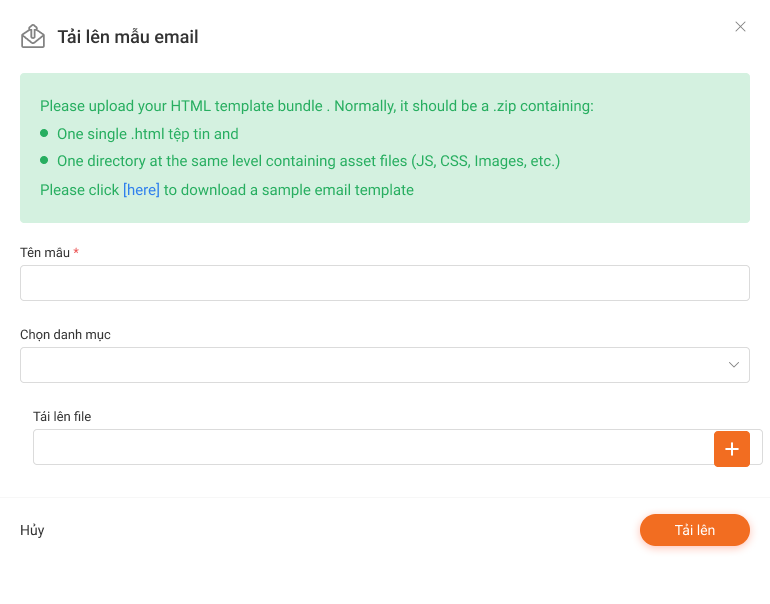 Tải lên mẫu email
Please upload your HTML template bundle . Normally, it should be a .zip containing:
One single .html tệp tin and
One directory at the same level containing asset files (JS, CSS, Images, etc.)
Please click [here] to download a sample email template
Tên mẫu *
Chọn danh mục
Tải lên file
Hủy
Tải lên